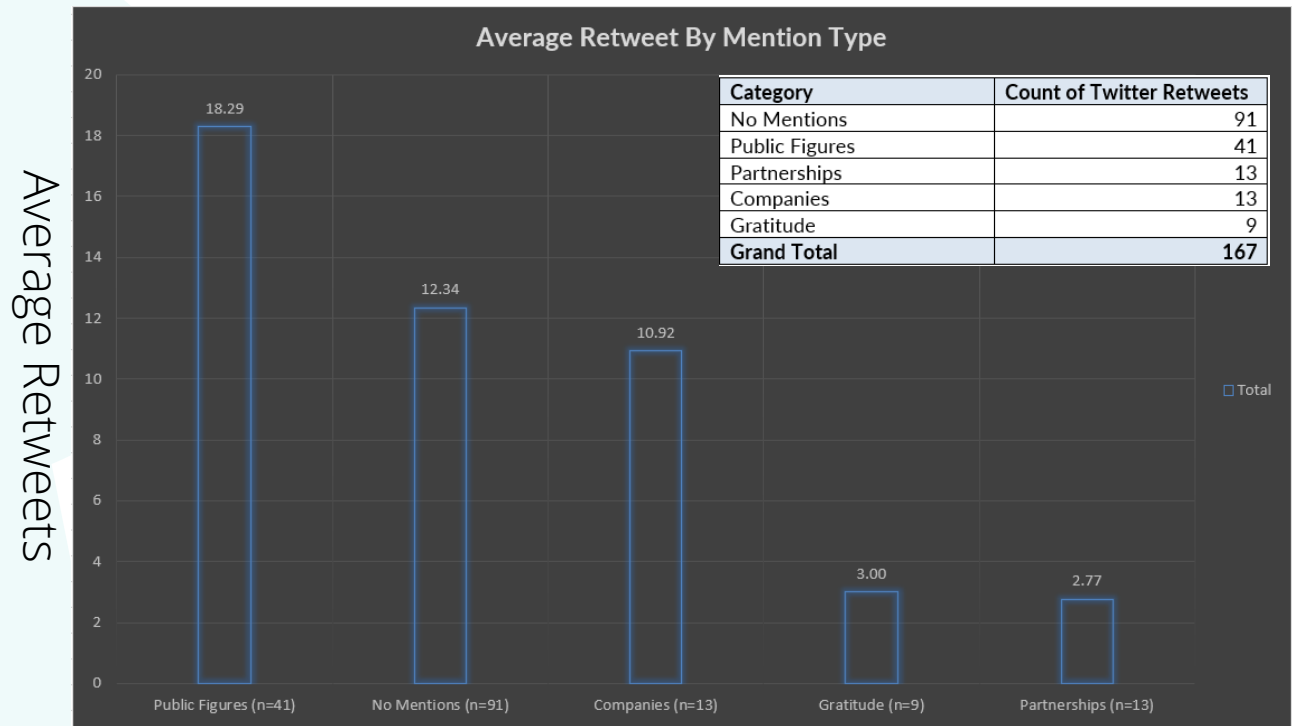 Average Retweet By Mention Type
Average Retweets
20
18
16
14
12
10
8
6
4
2
0
18.29
12.34
10.92
3.00
2.77
Category Count of Twitter Retweets
No Mentions 91
Public Figures 41
Partnerships 13
Companies 13
Gratitude 9
Grand Total 167
Total
Public Figures (n=41) No Mentions (n=91) Companies (n=13) Gratitude (n=9) Partnerships (n=13)